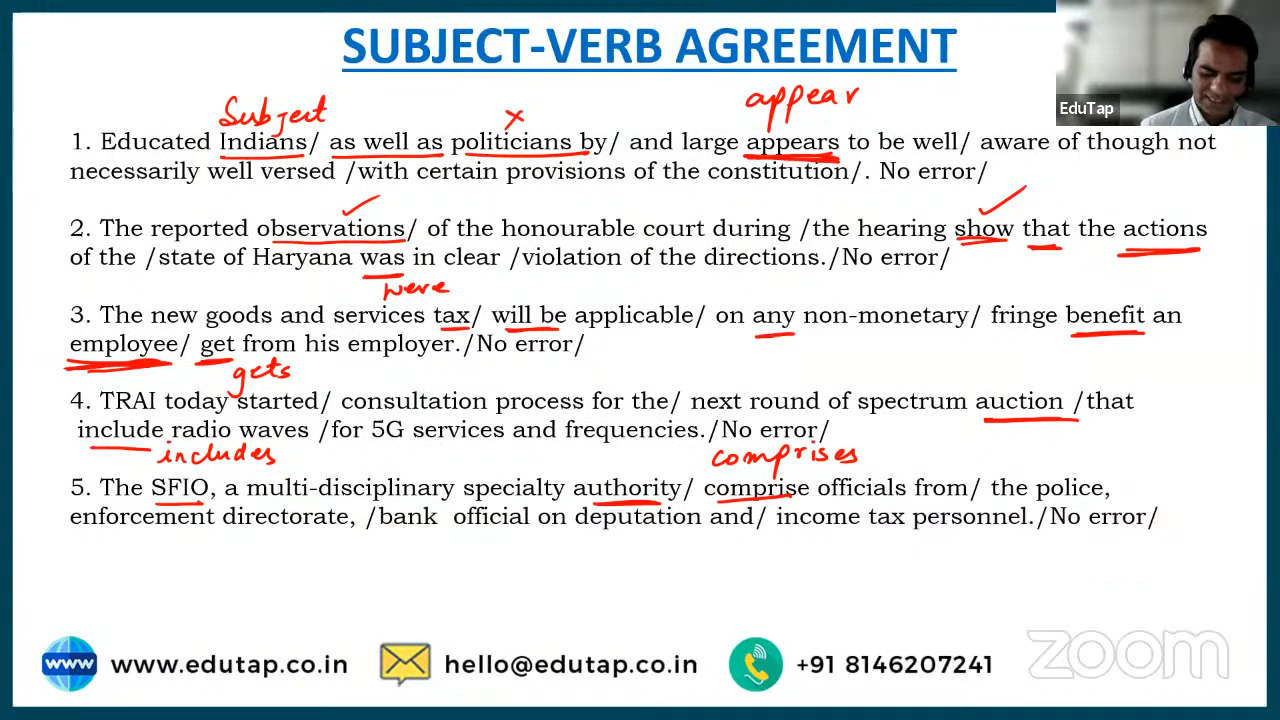 SUBJECT-VERB AGREEMENT
EduTap
Subject
×
appear
1. Educated Indians/ as well as politicians by/ and large appears to be well/ aware of though not
necessarily well versed /with certain provisions of the constitution/. No error/
2. The reported observations/ of the honourable court during /the hearing show that the actions
of the /state of Haryana was in clear /violation of the directions./No error/
were
3. The new goods and services tax/ will be applicable/ on any non-monetary/ fringe benefit an
employee/ get from his employer./No error/
gets
4. TRAI today started/ consultation process for the/ next round of spectrum auction /that
include radio waves /for 5G services and frequencies./No error/
includes
comprises
5. The SFIO, a multi-disciplinary specialty authority/ comprise officials from/ the police,
enforcement directorate, /bank official on deputation and/ income tax personnel./No error/
www
www.edutap.co.in
hello@edutap.co.in
+91 8146207241
zoom